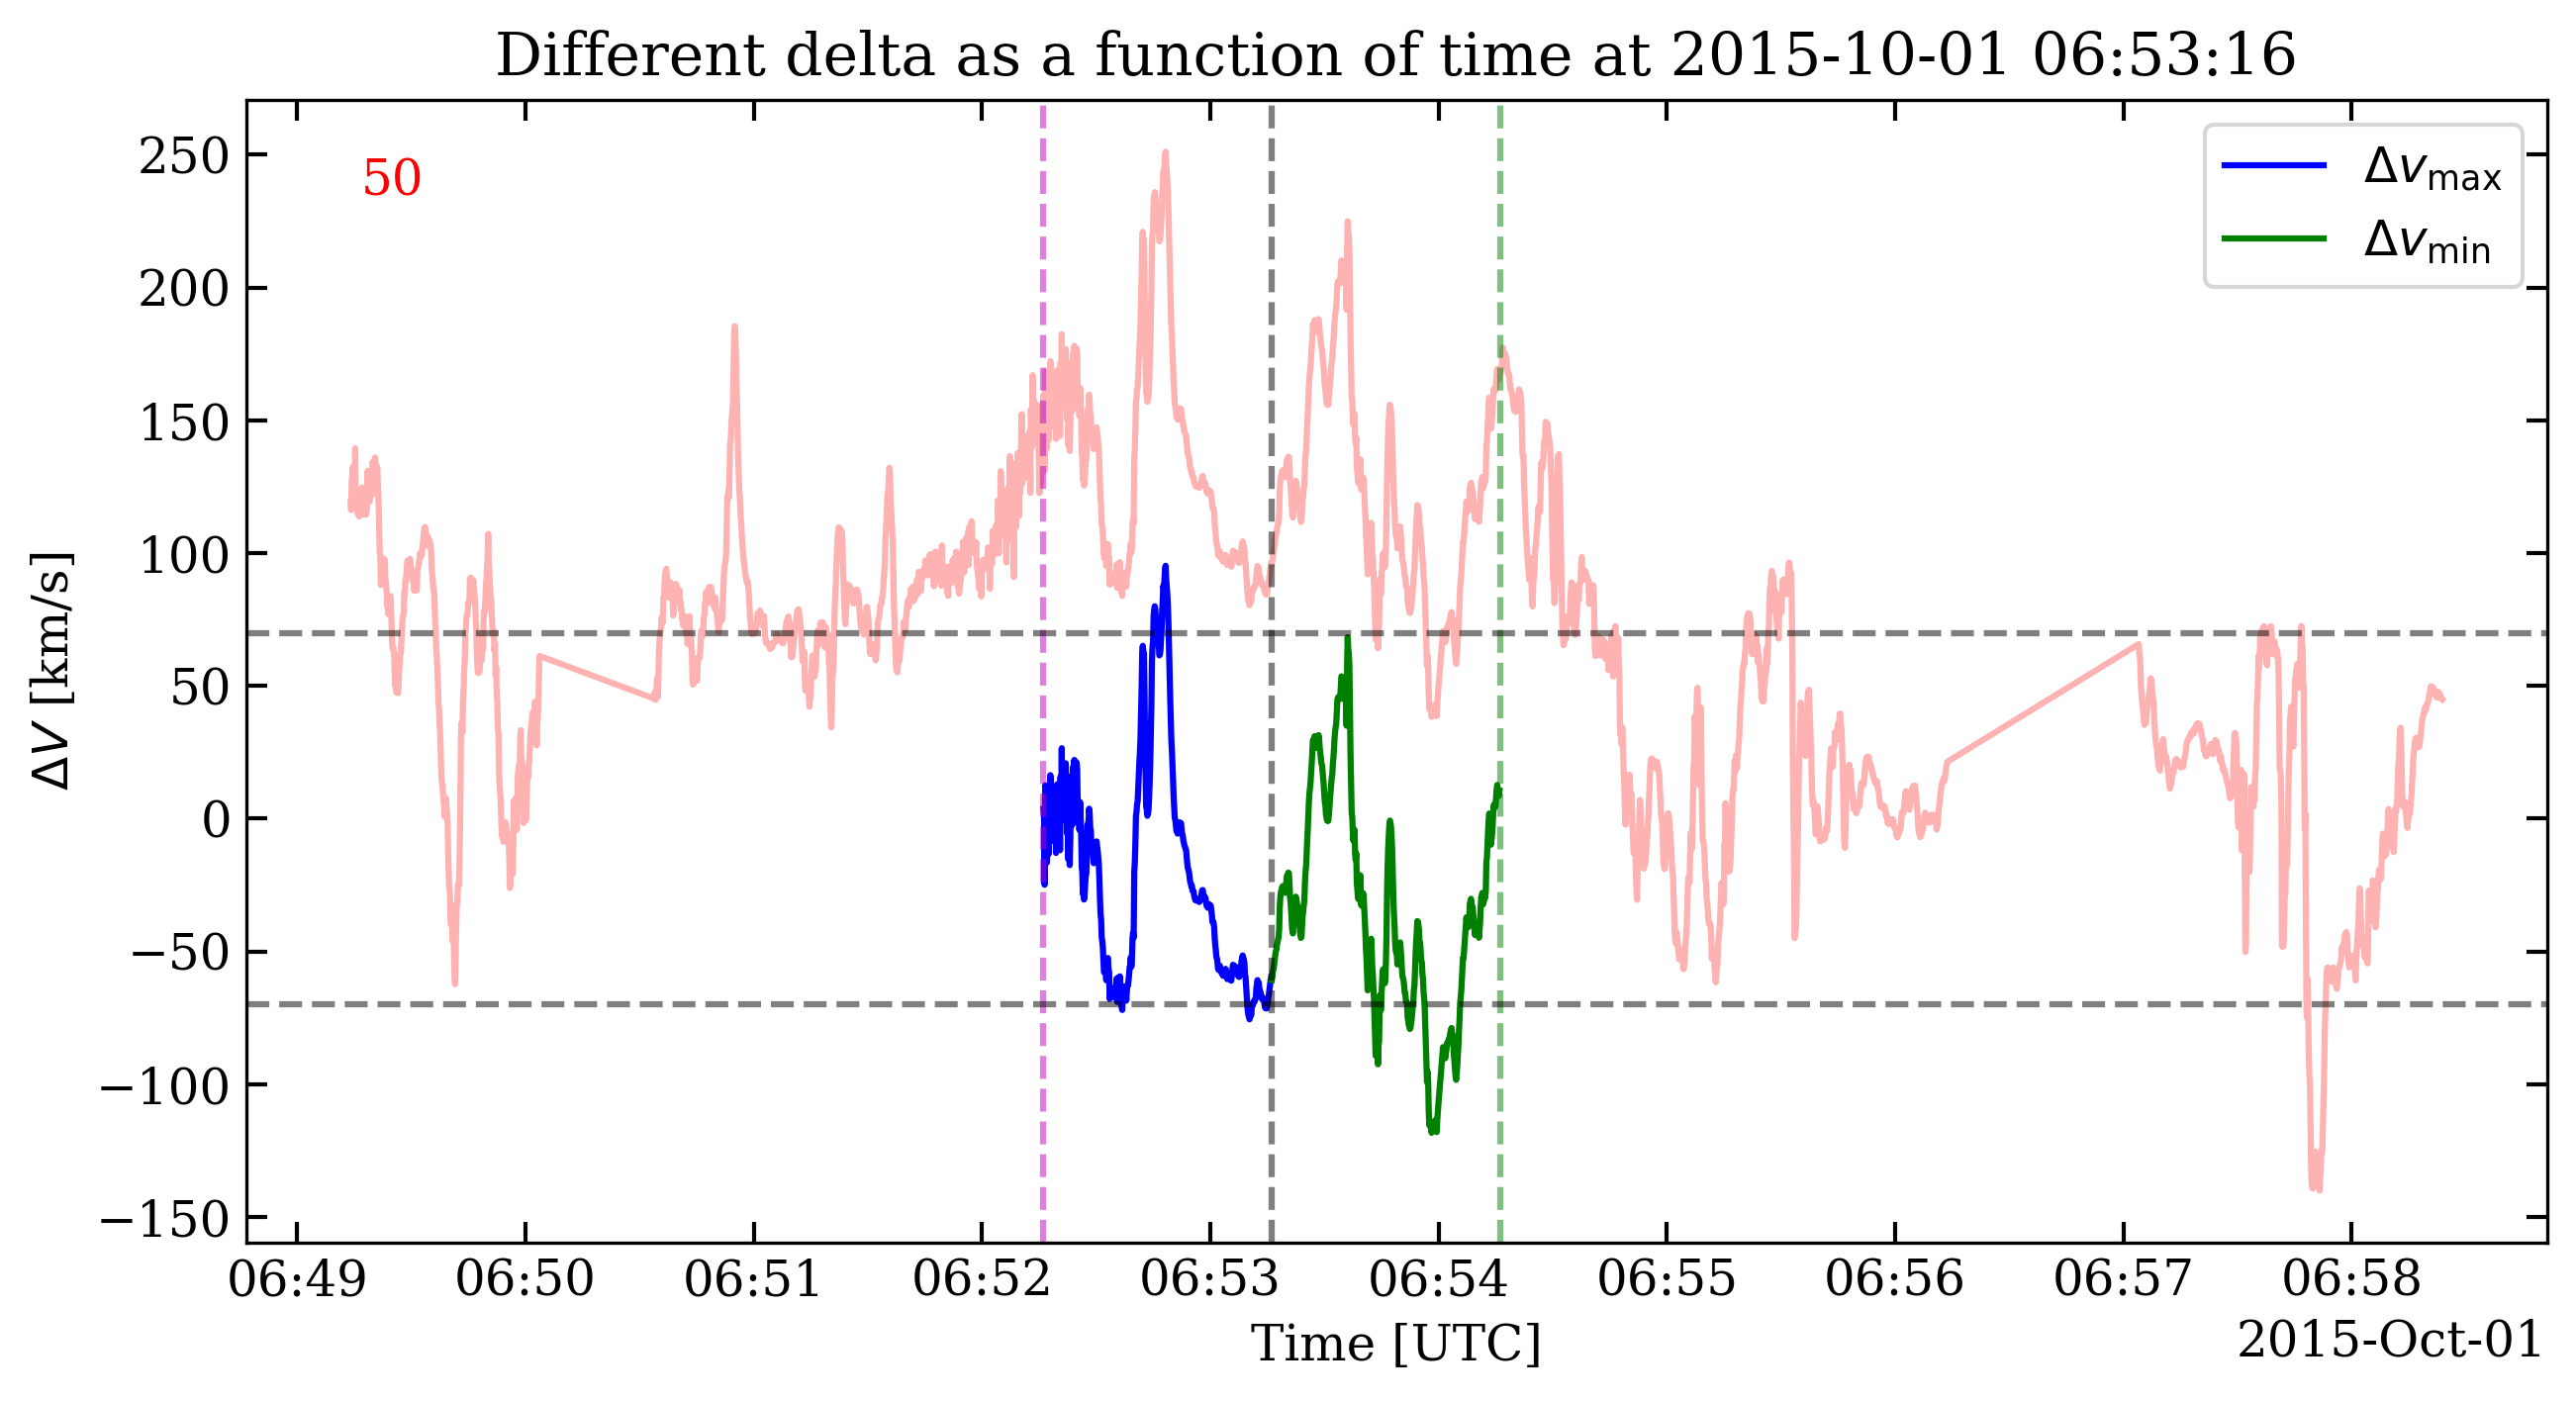 Different delta as a function of time at 2015-10-01 06:53:16
50
Δv_max
Δv_min
ΔV [km/s]
250
200
150
100
50
0
−50
−100
−150
06:49 06:50 06:51 06:52 06:53 06:54 06:55 06:56 06:57 06:58
Time [UTC]
2015-Oct-01